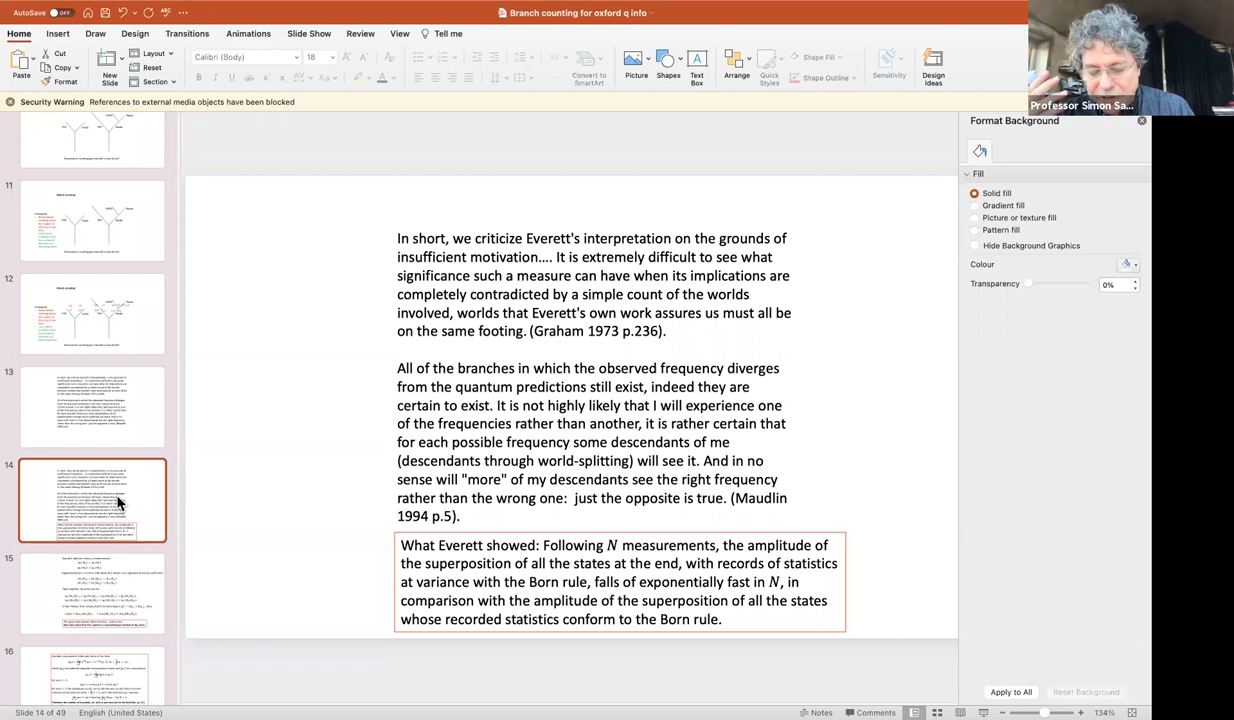 AutoSave OFF
Branch counting for oxford q info
Home Insert Draw Design Transitions Animations Slide Show Review View Tell me
Paste
Cut
Copy
Format
New Slide
Layout
Reset
Section
Calibri (Body) 18
Convert to SmartArt
Picture Shapes Text Box Arrange Quick Styles
Shape Fill
Shape Outline
Sensitivity
Design Ideas
Professor Simon Sa...
Security Warning References to external media objects have been blocked
11
12
13
14
15
16
In short, we criticize Everett's interpretation on the grounds of
insufficient motivation.... It is extremely difficult to see what
significance such a measure can have when its implications are
completely contradicted by a simple count of the worlds
involved, worlds that Everett's own work assures us must all be
on the same footing. (Graham 1973 p.236).
All of the branches in which the observed frequency diverges
from the quantum predictions still exist, indeed they are
certain to exist. It is not highly likely that I will experience one
of the frequencies rather than another, it is rather certain that
for each possible frequency some descendants of me
(descendants through world-splitting) will see it. And in no
sense will "more" of my descendants see the right frequency
rather than the wrong one: just the opposite is true. (Maudlin
1994 p.5).
What Everett showed: Following N measurements, the amplitude of
the superposition of all the states at the end, with records of statistics
at variance with the Born rule, falls of exponentially fast in N, in
comparison with the amplitude of the superposition of all the states
whose recorded statistics conform to the Born rule.
Format Background
Fill
Solid fill
Gradient fill
Picture or texture fill
Pattern fill
Hide Background Graphics
Colour
Transparency 0%
Apply to All Reset Background
Slide 14 of 49 English (United States) Notes Comments 134%